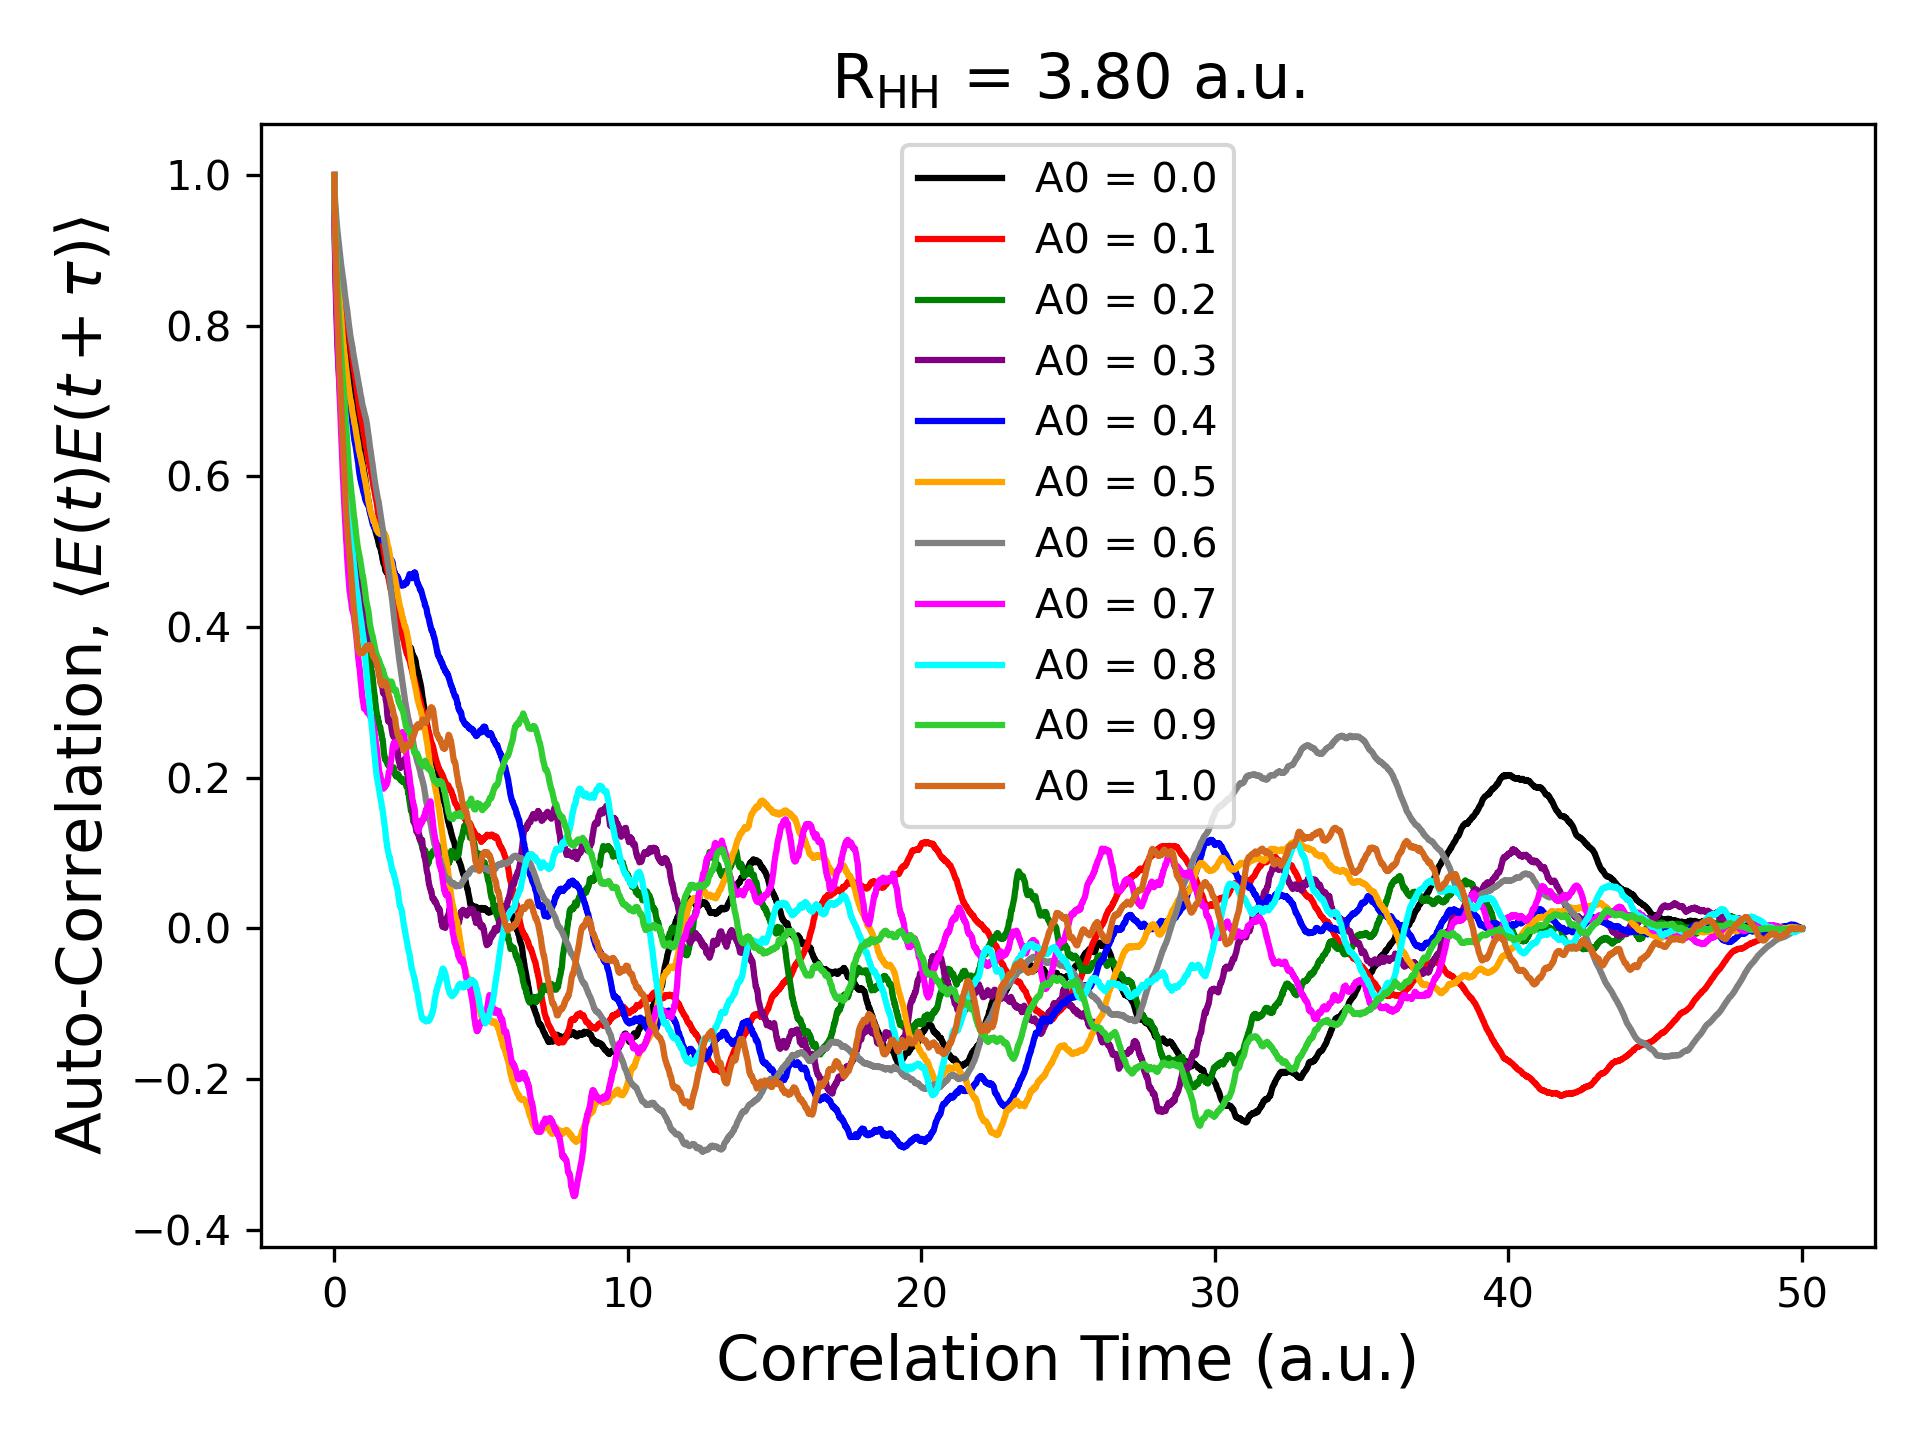 R_HH = 3.80 a.u.
Auto-Correlation, ⟨E(t)E(t + τ)⟩
1.0
0.8
0.6
0.4
0.2
0.0
−0.2
−0.4
A0 = 0.0
A0 = 0.1
A0 = 0.2
A0 = 0.3
A0 = 0.4
A0 = 0.5
A0 = 0.6
A0 = 0.7
A0 = 0.8
A0 = 0.9
A0 = 1.0
0 10 20 30 40 50
Correlation Time (a.u.)